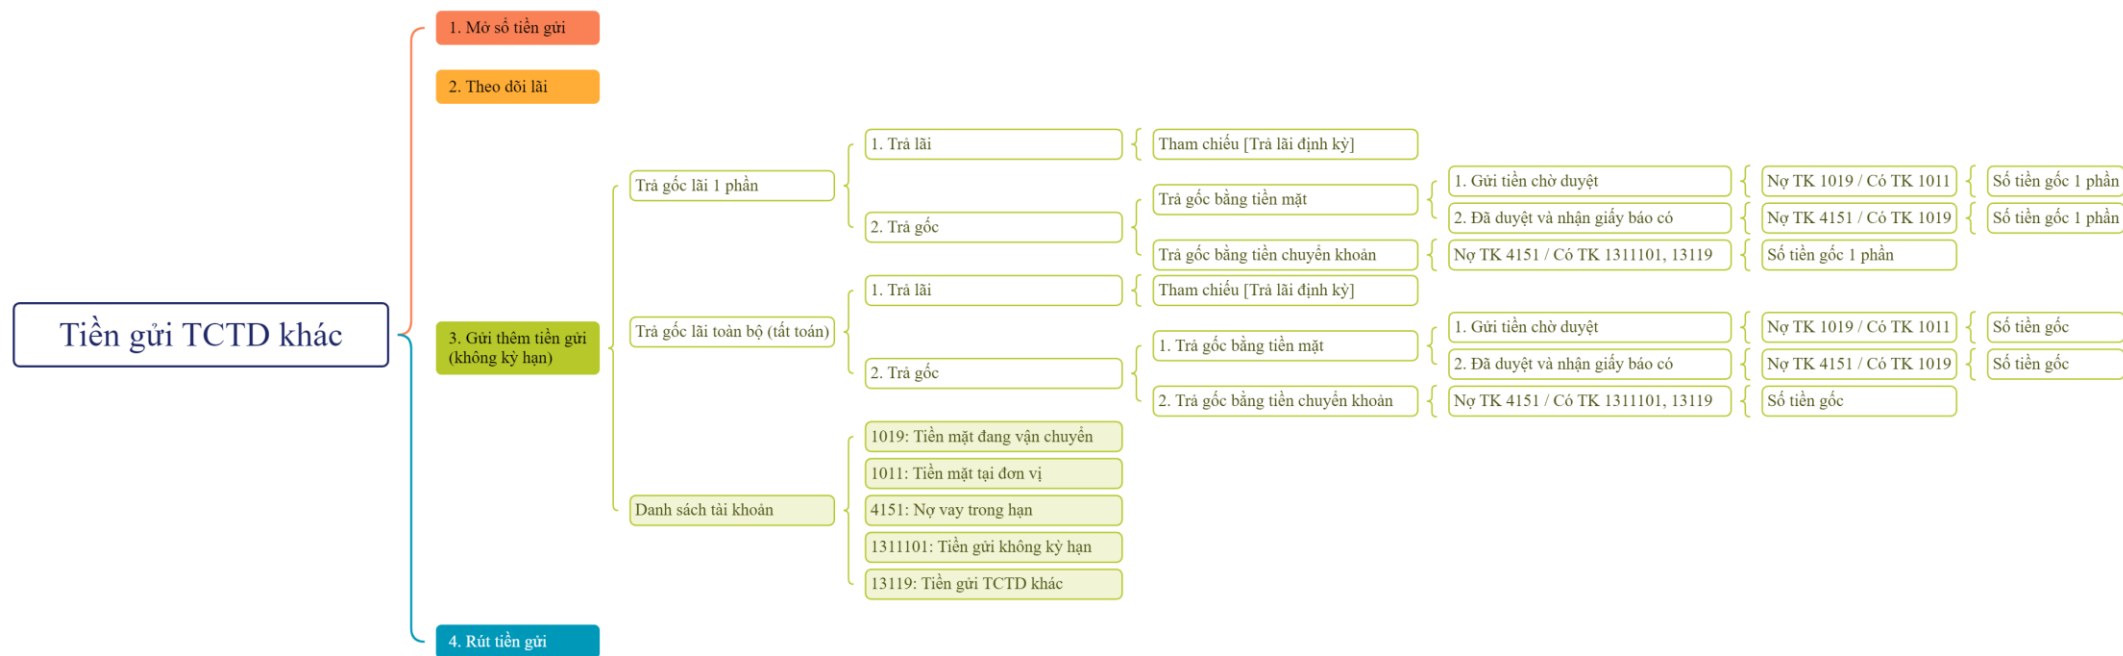 Tiền gửi TCTD khác
1. Mở sổ tiền gửi
2. Theo dõi lãi
3. Gửi thêm tiền gửi
(không kỳ hạn)
Trả gốc lãi 1 phần
1. Trả lãi
Tham chiếu [Trả lãi định kỳ]
2. Trả gốc
Trả gốc bằng tiền mặt
1. Gửi tiền chờ duyệt
Nợ TK 1019 / Có TK 1011
Số tiền gốc 1 phần
2. Đã duyệt và nhận giấy báo có
Nợ TK 4151 / Có TK 1019
Số tiền gốc 1 phần
Trả gốc bằng tiền chuyển khoản
Nợ TK 4151 / Có TK 1311101, 13119
Số tiền gốc 1 phần
Trả gốc lãi toàn bộ (tất toán)
1. Trả lãi
Tham chiếu [Trả lãi định kỳ]
2. Trả gốc
1. Trả gốc bằng tiền mặt
1. Gửi tiền chờ duyệt
Nợ TK 1019 / Có TK 1011
Số tiền gốc
2. Đã duyệt và nhận giấy báo có
Nợ TK 4151 / Có TK 1019
Số tiền gốc
2. Trả gốc bằng tiền chuyển khoản
Nợ TK 4151 / Có TK 1311101, 13119
Số tiền gốc
Danh sách tài khoản
1019: Tiền mặt đang vận chuyển
1011: Tiền mặt tại đơn vị
4151: Nợ vay trong hạn
1311101: Tiền gửi không kỳ hạn
13119: Tiền gửi TCTD khác
4. Rút tiền gửi